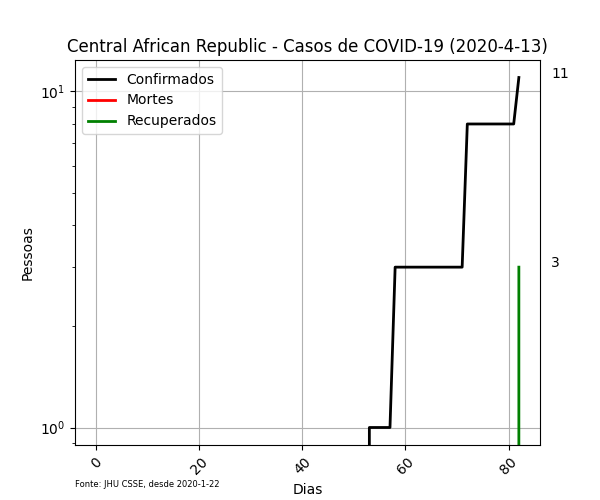 Central African Republic - Casos de COVID-19 (2020-4-13)
Confirmados
Mortes
Recuperados
11
3
10¹
10⁰
Pessoas
0
20
40
60
80
Dias
Fonte: JHU CSSE, desde 2020-1-22